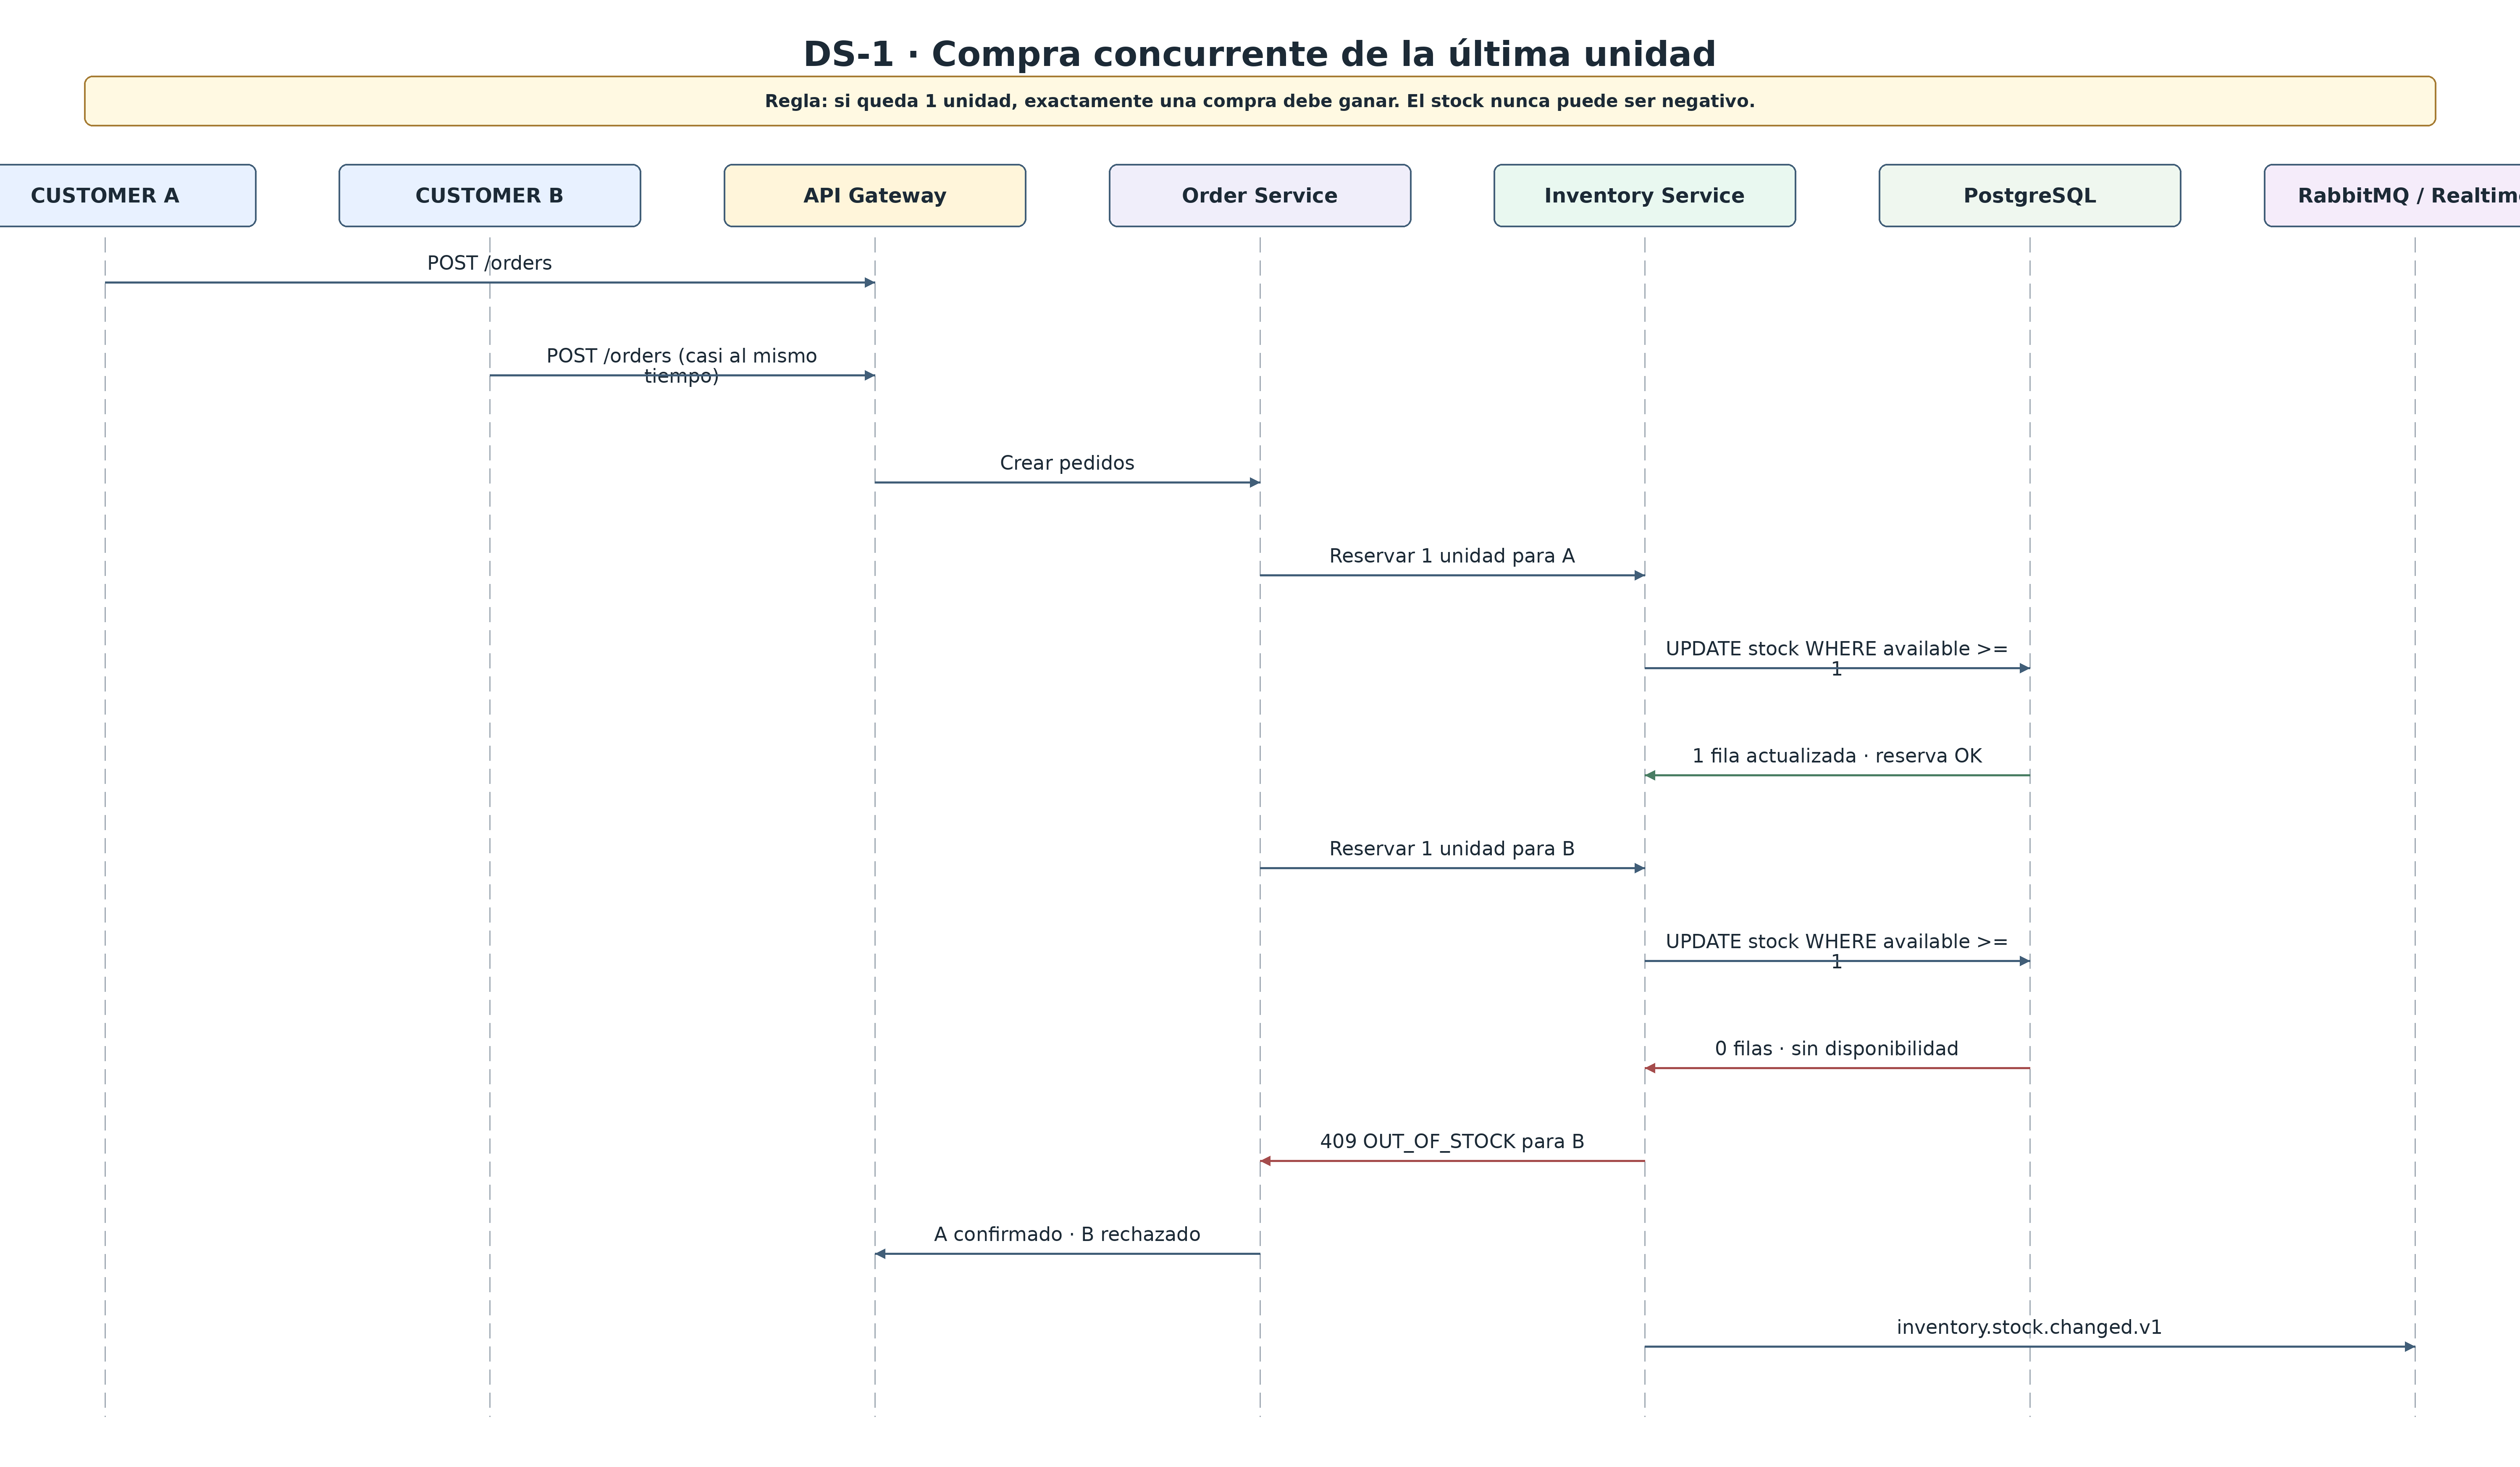 DS-1 · Compra concurrente de la última unidad
Regla: si queda 1 unidad, exactamente una compra debe ganar. El stock nunca puede ser negativo.
CUSTOMER A
CUSTOMER B
API Gateway
Order Service
Inventory Service
PostgreSQL
RabbitMQ / Realtime
POST /orders
POST /orders (casi al mismo
tiempo)
Crear pedidos
Reservar 1 unidad para A
UPDATE stock WHERE available >=
1
1 fila actualizada · reserva OK
Reservar 1 unidad para B
UPDATE stock WHERE available >=
1
0 filas · sin disponibilidad
409 OUT_OF_STOCK para B
A confirmado · B rechazado
inventory.stock.changed.v1